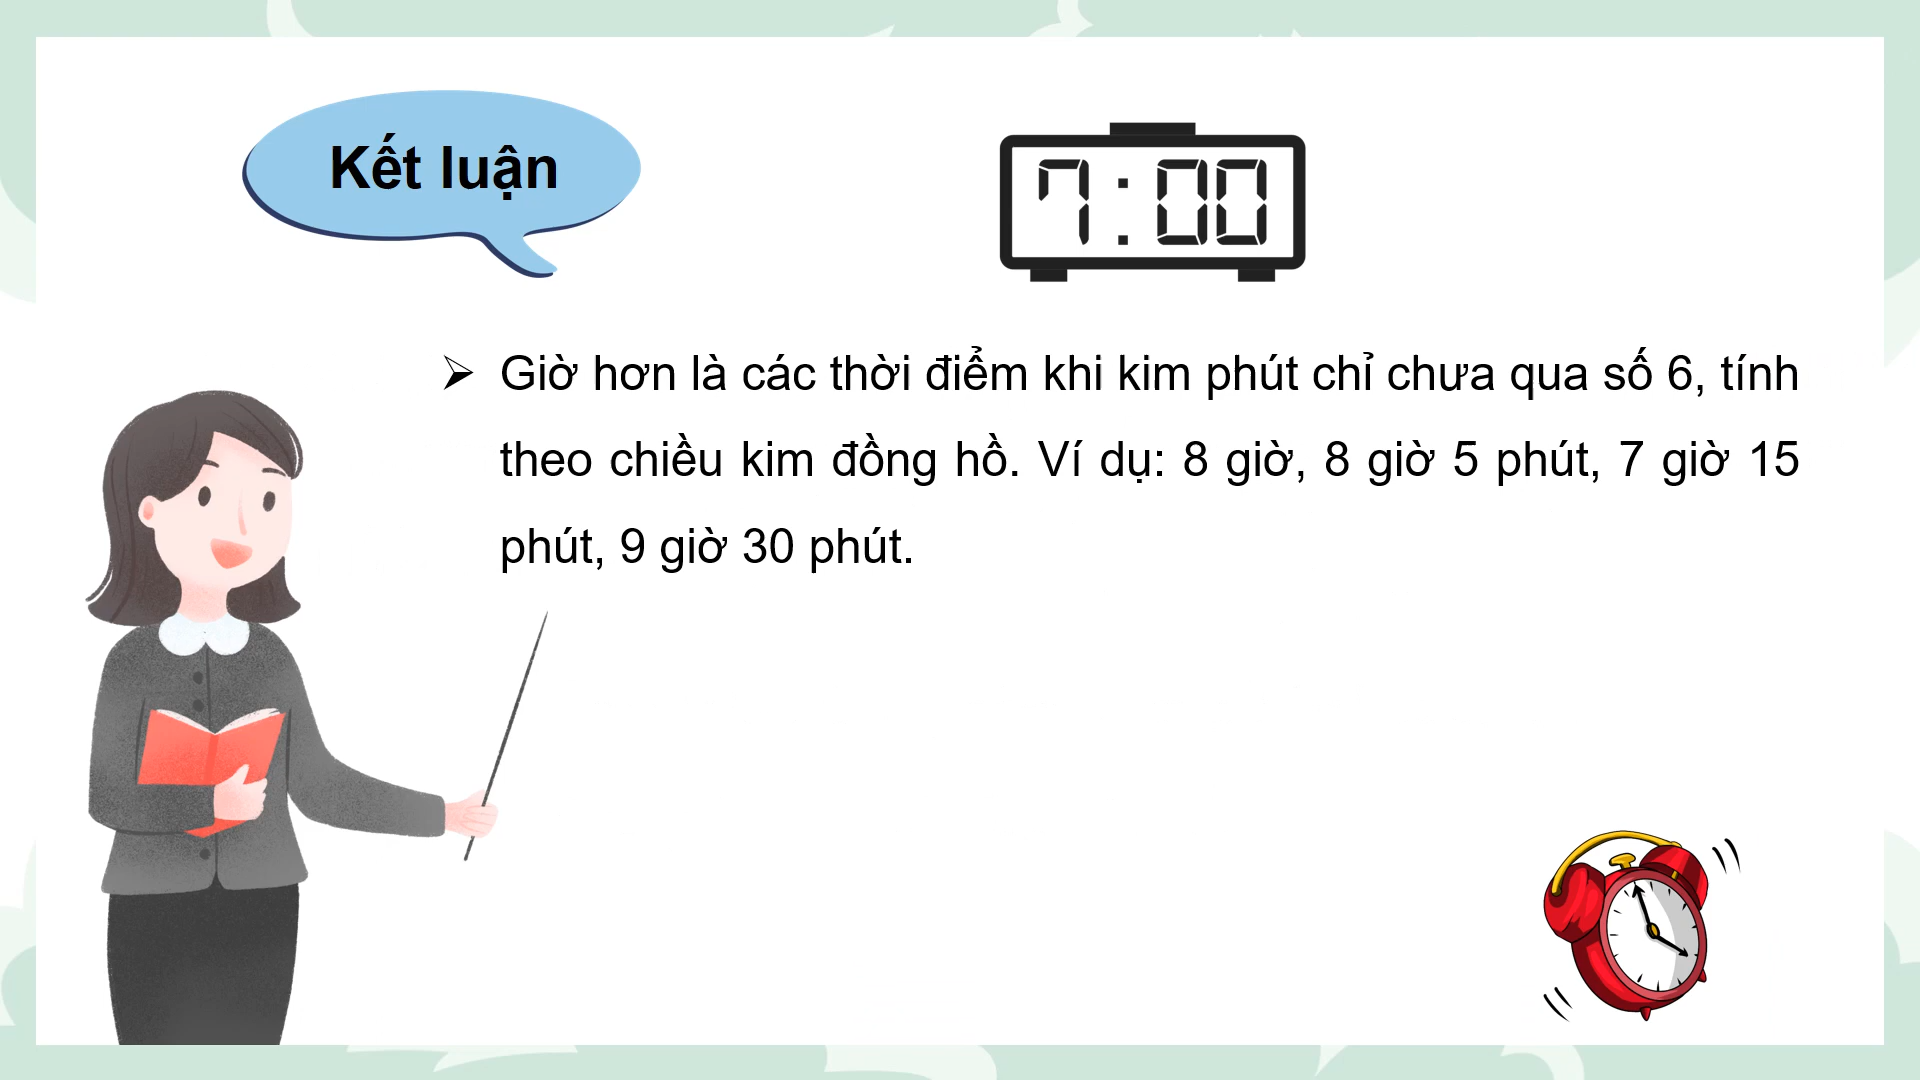 Kết luận
7:00
➢ Giờ hơn là các thời điểm khi kim phút chỉ chưa qua số 6, tính
theo chiều kim đồng hồ. Ví dụ: 8 giờ, 8 giờ 5 phút, 7 giờ 15
phút, 9 giờ 30 phút.